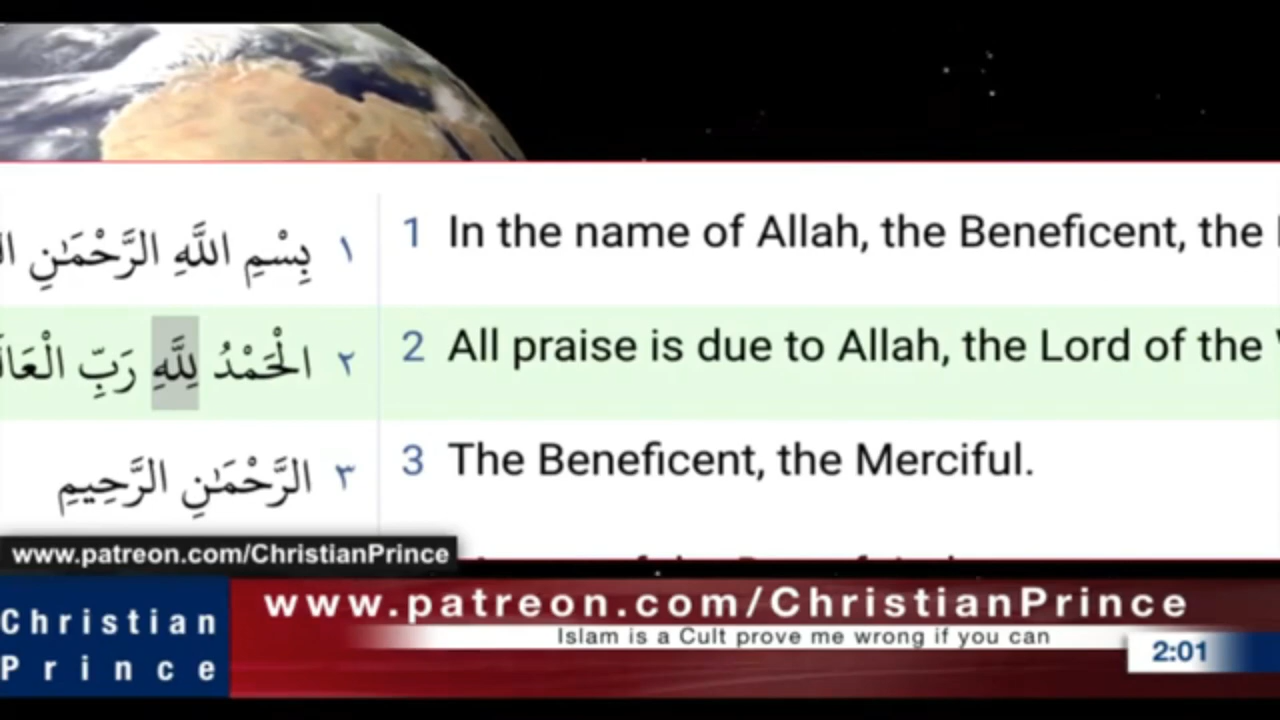 بِسْمِ اللَّهِ الرَّحْمَٰنِ ١
1 In the name of Allah, the Beneficent, the
الْحَمْدُ لِلَّهِ رَبِّ ٢
2 All praise is due to Allah, the Lord of the
الرَّحْمَٰنِ الرَّحِيمِ ٣
3 The Beneficent, the Merciful.
www.patreon.com/ChristianPrince
Christian
Prince
www.patreon.com/ChristianPrince
Islam is a Cult prove me wrong if you can
2:01